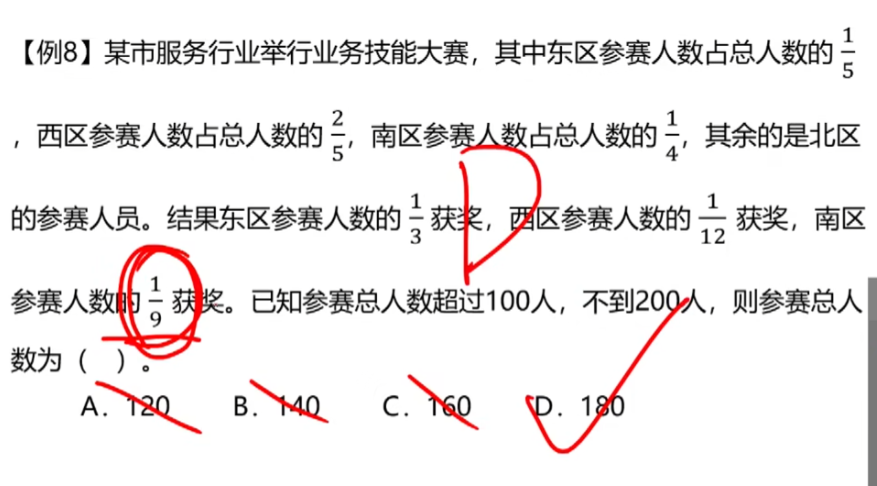 【例8】某市服务行业举行业务技能大赛，其中东区参赛人数占总人数的 1/5
，西区参赛人数占总人数的 2/5，南区参赛人数占总人数的 1/4，其余的是北区
的参赛人员。结果东区参赛人数的 1/3 获奖，西区参赛人数的 1/12 获奖，南区
参赛人数的 1/9 获奖。已知参赛总人数超过100人，不到200人，则参赛总人
数为（ ）。
A．120 B．140 C．160 D．180
D